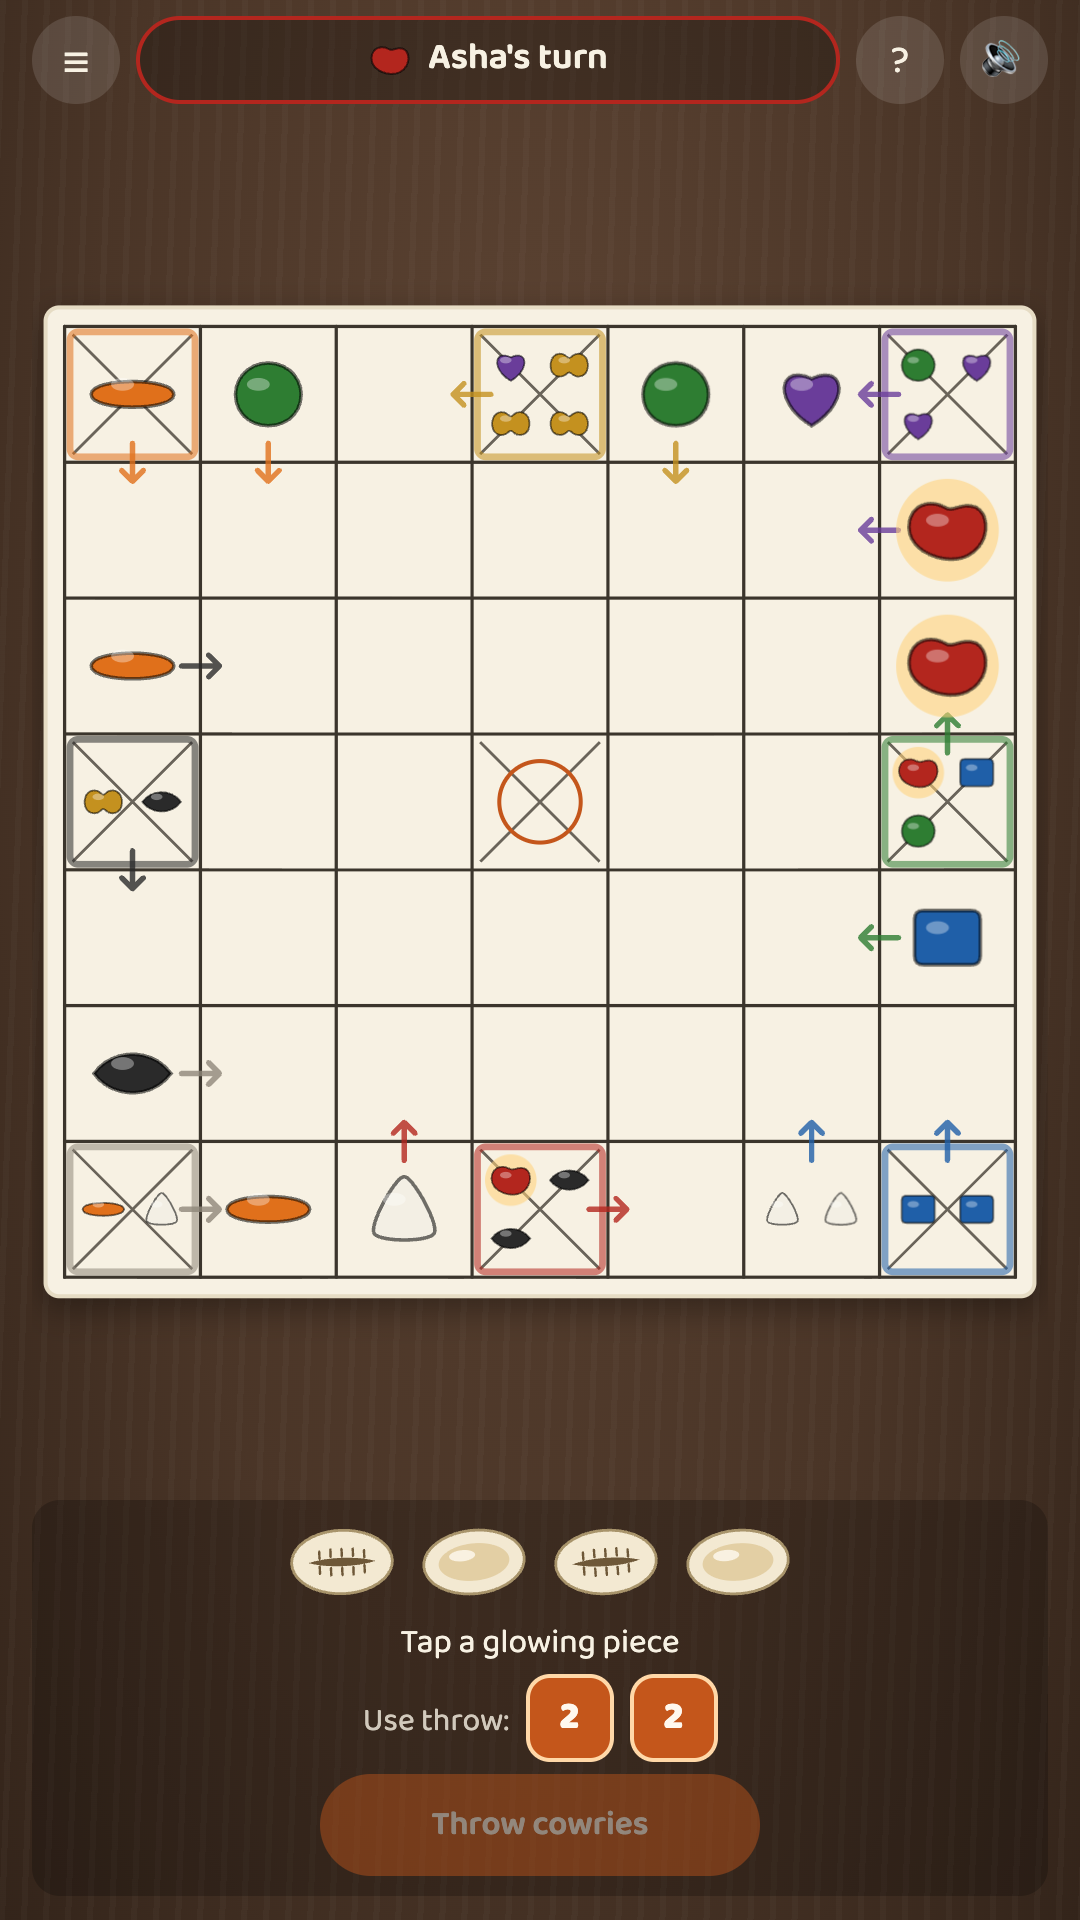 Asha's turn
?
Tap a glowing piece
Use throw: 2 2
Throw cowries